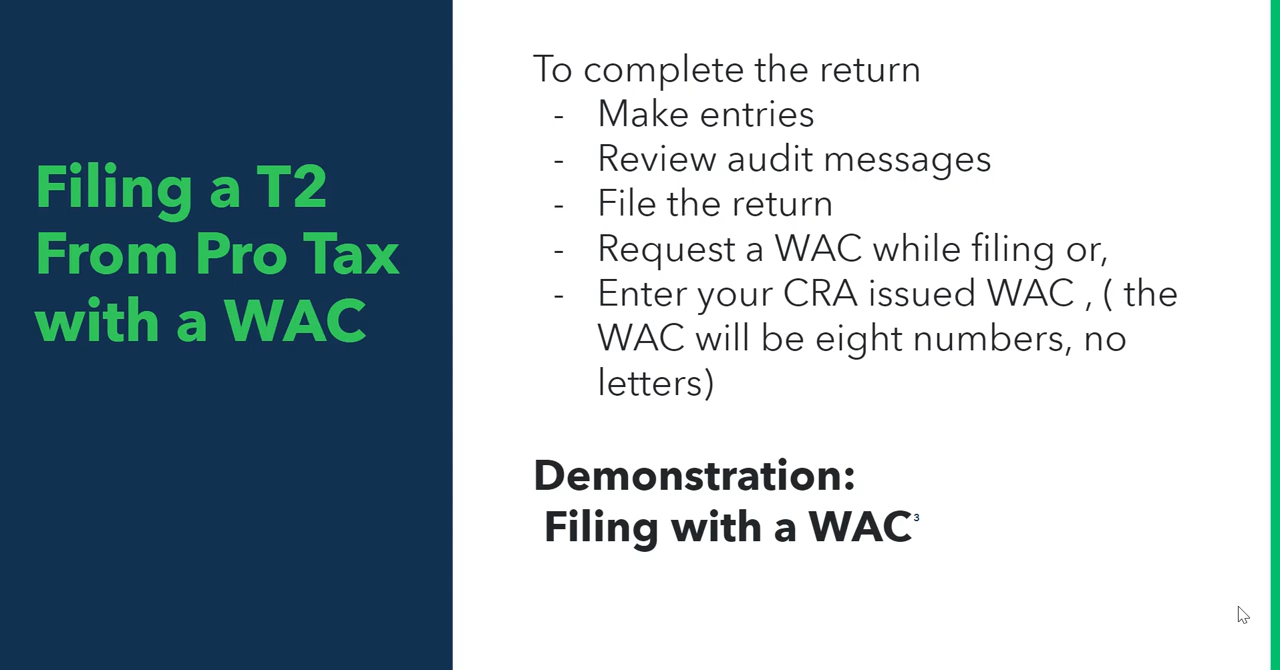 Filing a T2
From Pro Tax
with a WAC
To complete the return
- Make entries
- Review audit messages
- File the return
- Request a WAC while filing or,
- Enter your CRA issued WAC , ( the
WAC will be eight numbers, no
letters)
Demonstration:
Filing with a WAC³